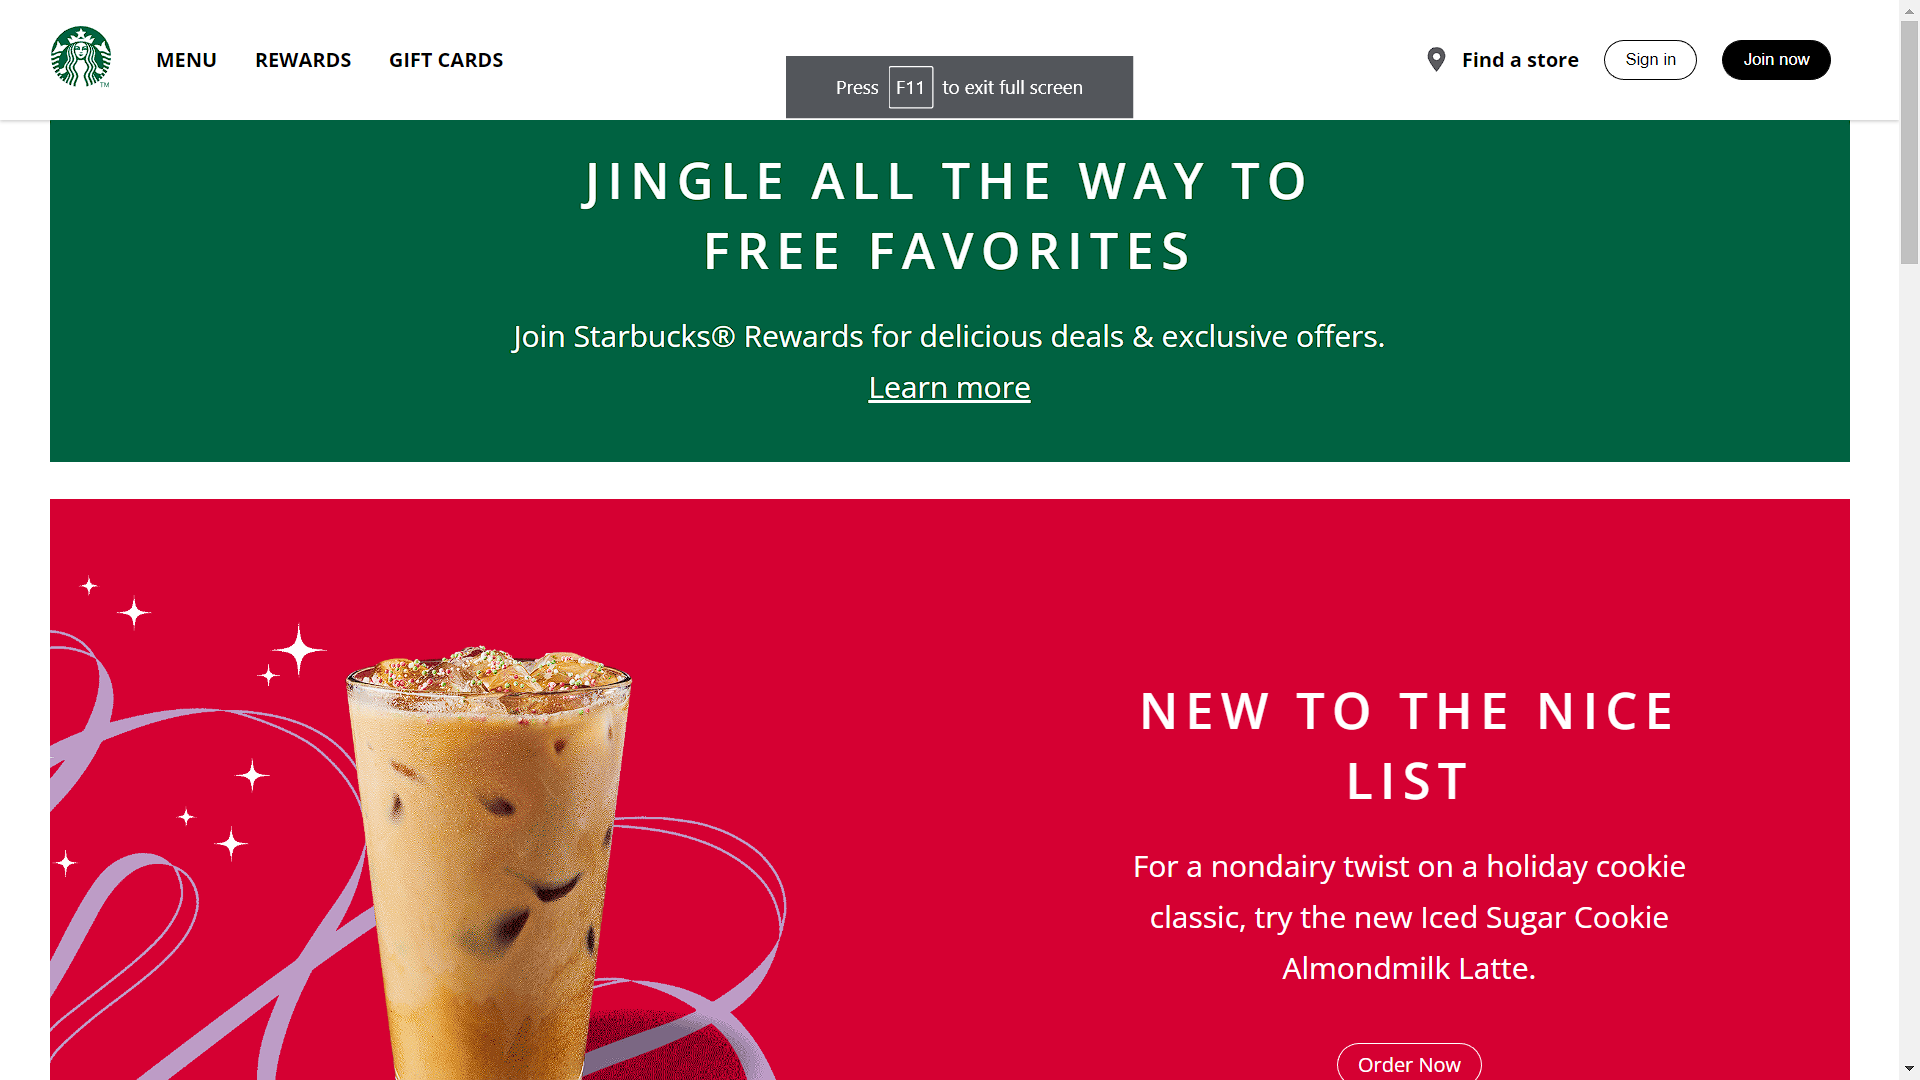 MENU REWARDS GIFT CARDS
Find a store Sign in Join now
Press F11 to exit full screen
JINGLE ALL THE WAY TO
FREE FAVORITES
Join Starbucks® Rewards for delicious deals & exclusive offers.
Learn more
NEW TO THE NICE
LIST
For a nondairy twist on a holiday cookie
classic, try the new Iced Sugar Cookie
Almondmilk Latte.
Order Now
TM